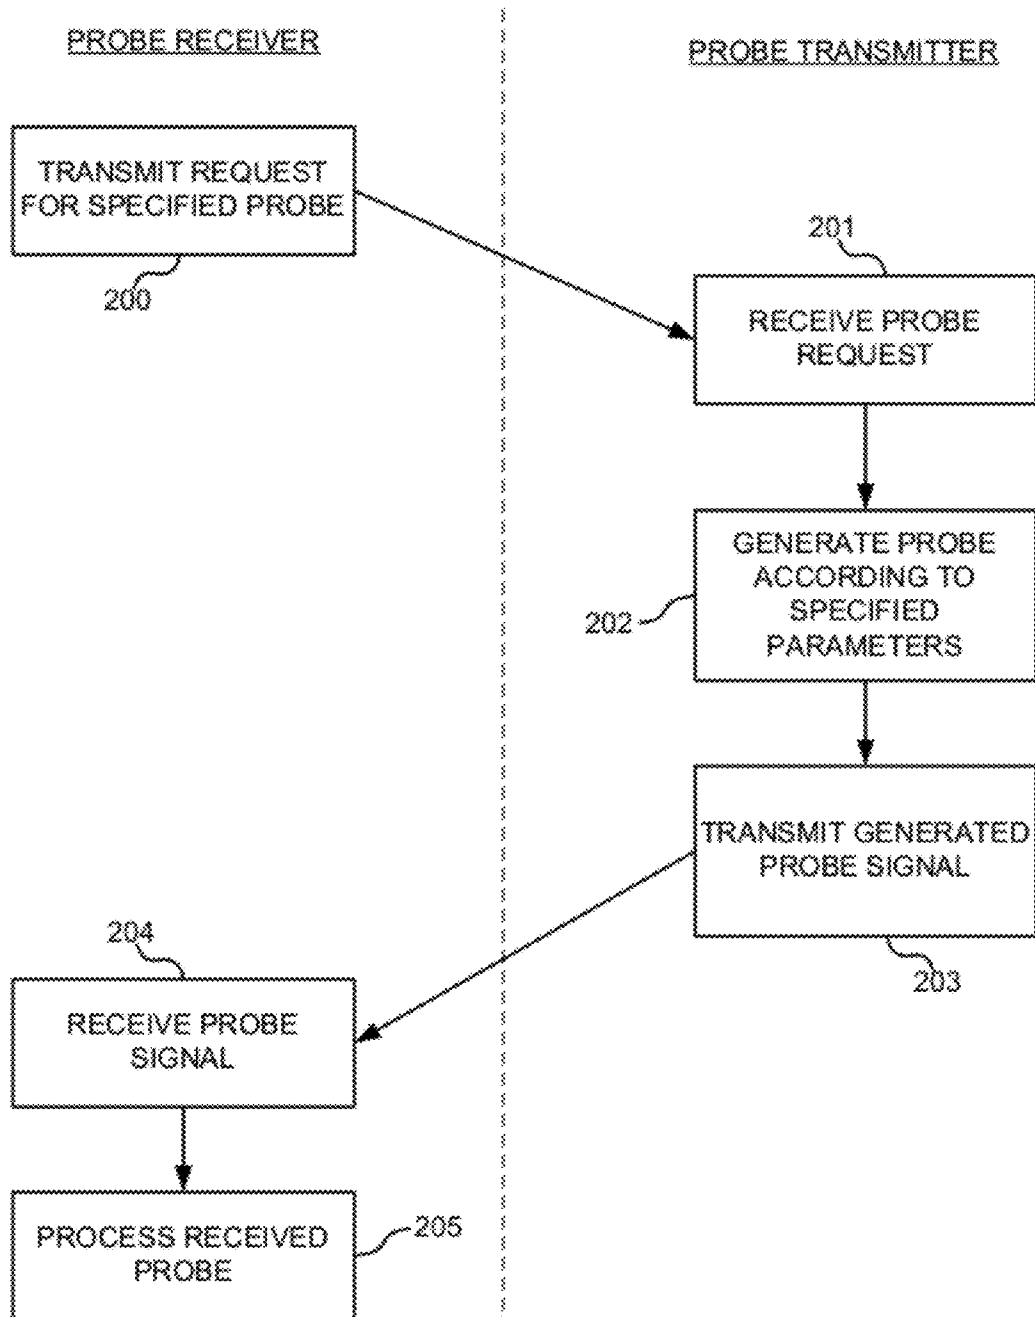 PROBE RECEIVER
PROBE TRANSMITTER
TRANSMIT REQUEST
FOR SPECIFIED PROBE
200
201
RECEIVE PROBE
REQUEST
GENERATE PROBE
ACCORDING TO
SPECIFIED
PARAMETERS
202
TRANSMIT GENERATED
PROBE SIGNAL
203
204
RECEIVE PROBE
SIGNAL
PROCESS RECEIVED
PROBE
205